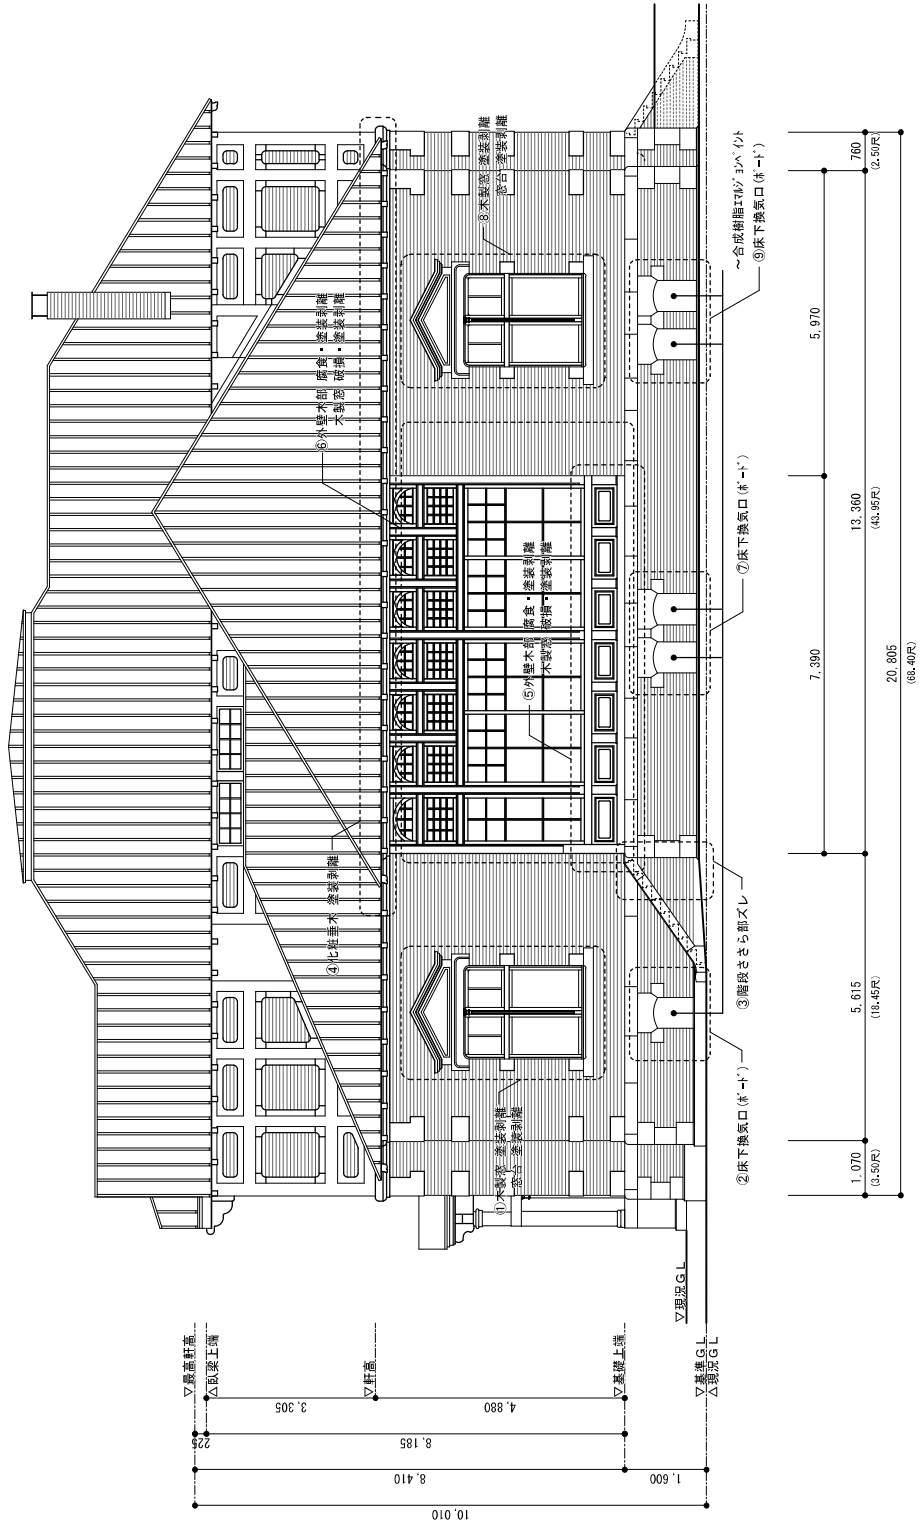 ⑧木製窓 塗装剥離
窓台 塗装剥離
⑥外壁木部 腐食・塗装剥離
木製窓 破損・塗装剥離
⑤外壁木部 腐食・塗装剥離
木製窓 破損・塗装剥離
④化粧垂木 塗装剥離
①木製窓 塗装剥離
窓台 塗装剥離
～合成樹脂ｴﾏﾙｼﾞｮﾝﾍﾟｲﾝﾄ
⑨床下換気口(ﾎﾞｰﾄﾞ)
⑦床下換気口(ﾎﾞｰﾄﾞ)
③階段ささら部ズレ
②床下換気口(ﾎﾞｰﾄﾞ)
▽最高軒高
△臥梁上端
▽軒高
▽基礎上端
▽現況ＧＬ
▽基準ＧＬ
△現況ＧＬ
225
3,305
4,880
8,185
8,410
1,600
10,010
1.070
(3.50尺)
5.615
(18.45尺)
7.390
5.970
13.360
(43.95尺)
760
(2.50尺)
20.805
(68.40尺)